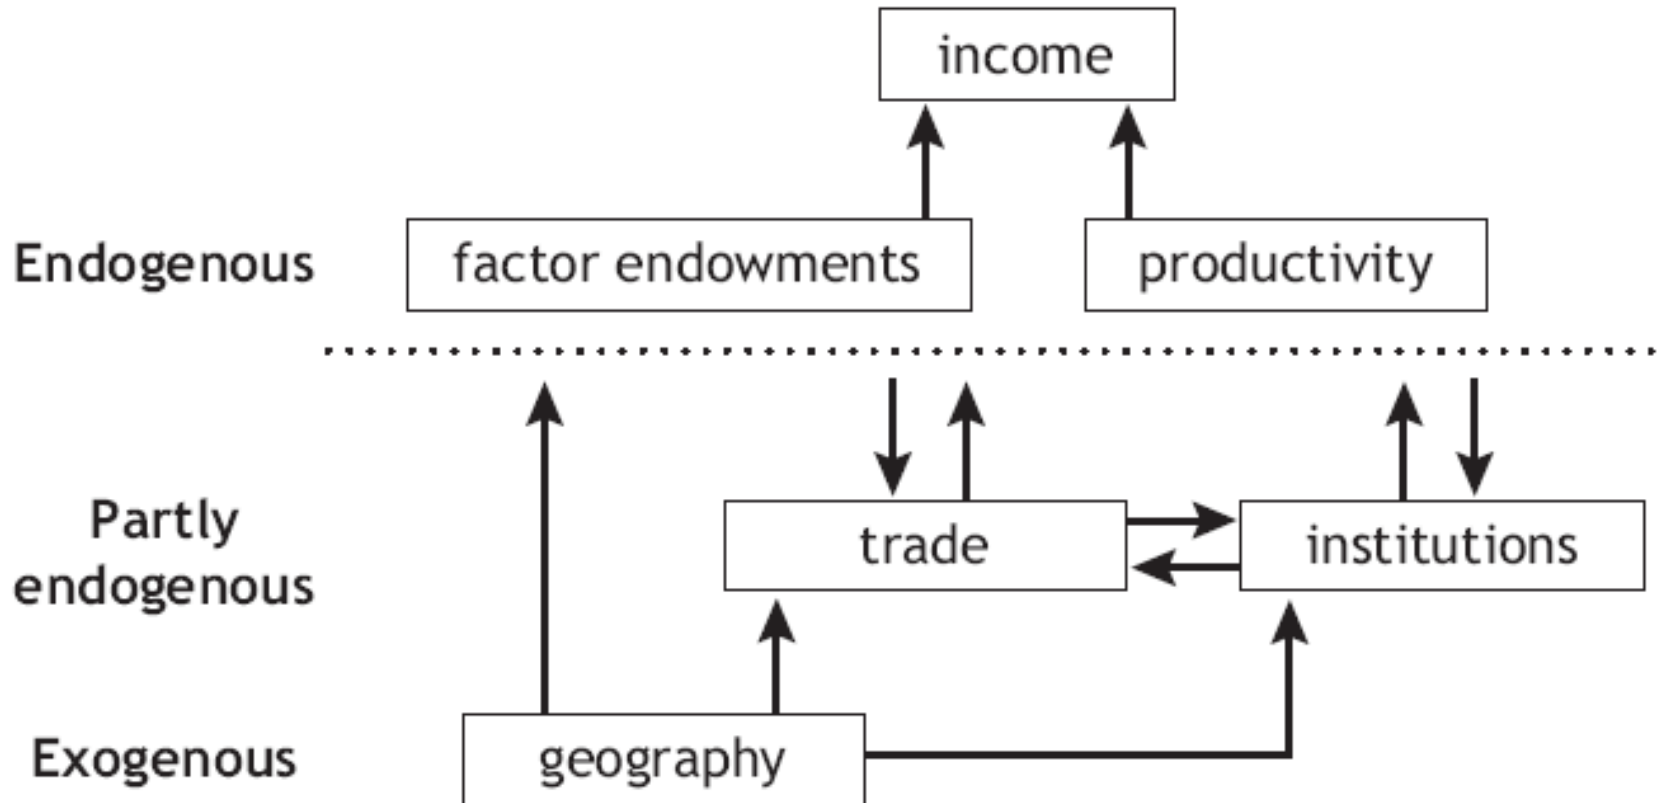 income
Endogenous
factor endowments
productivity
Partly
endogenous
trade
institutions
Exogenous
geography